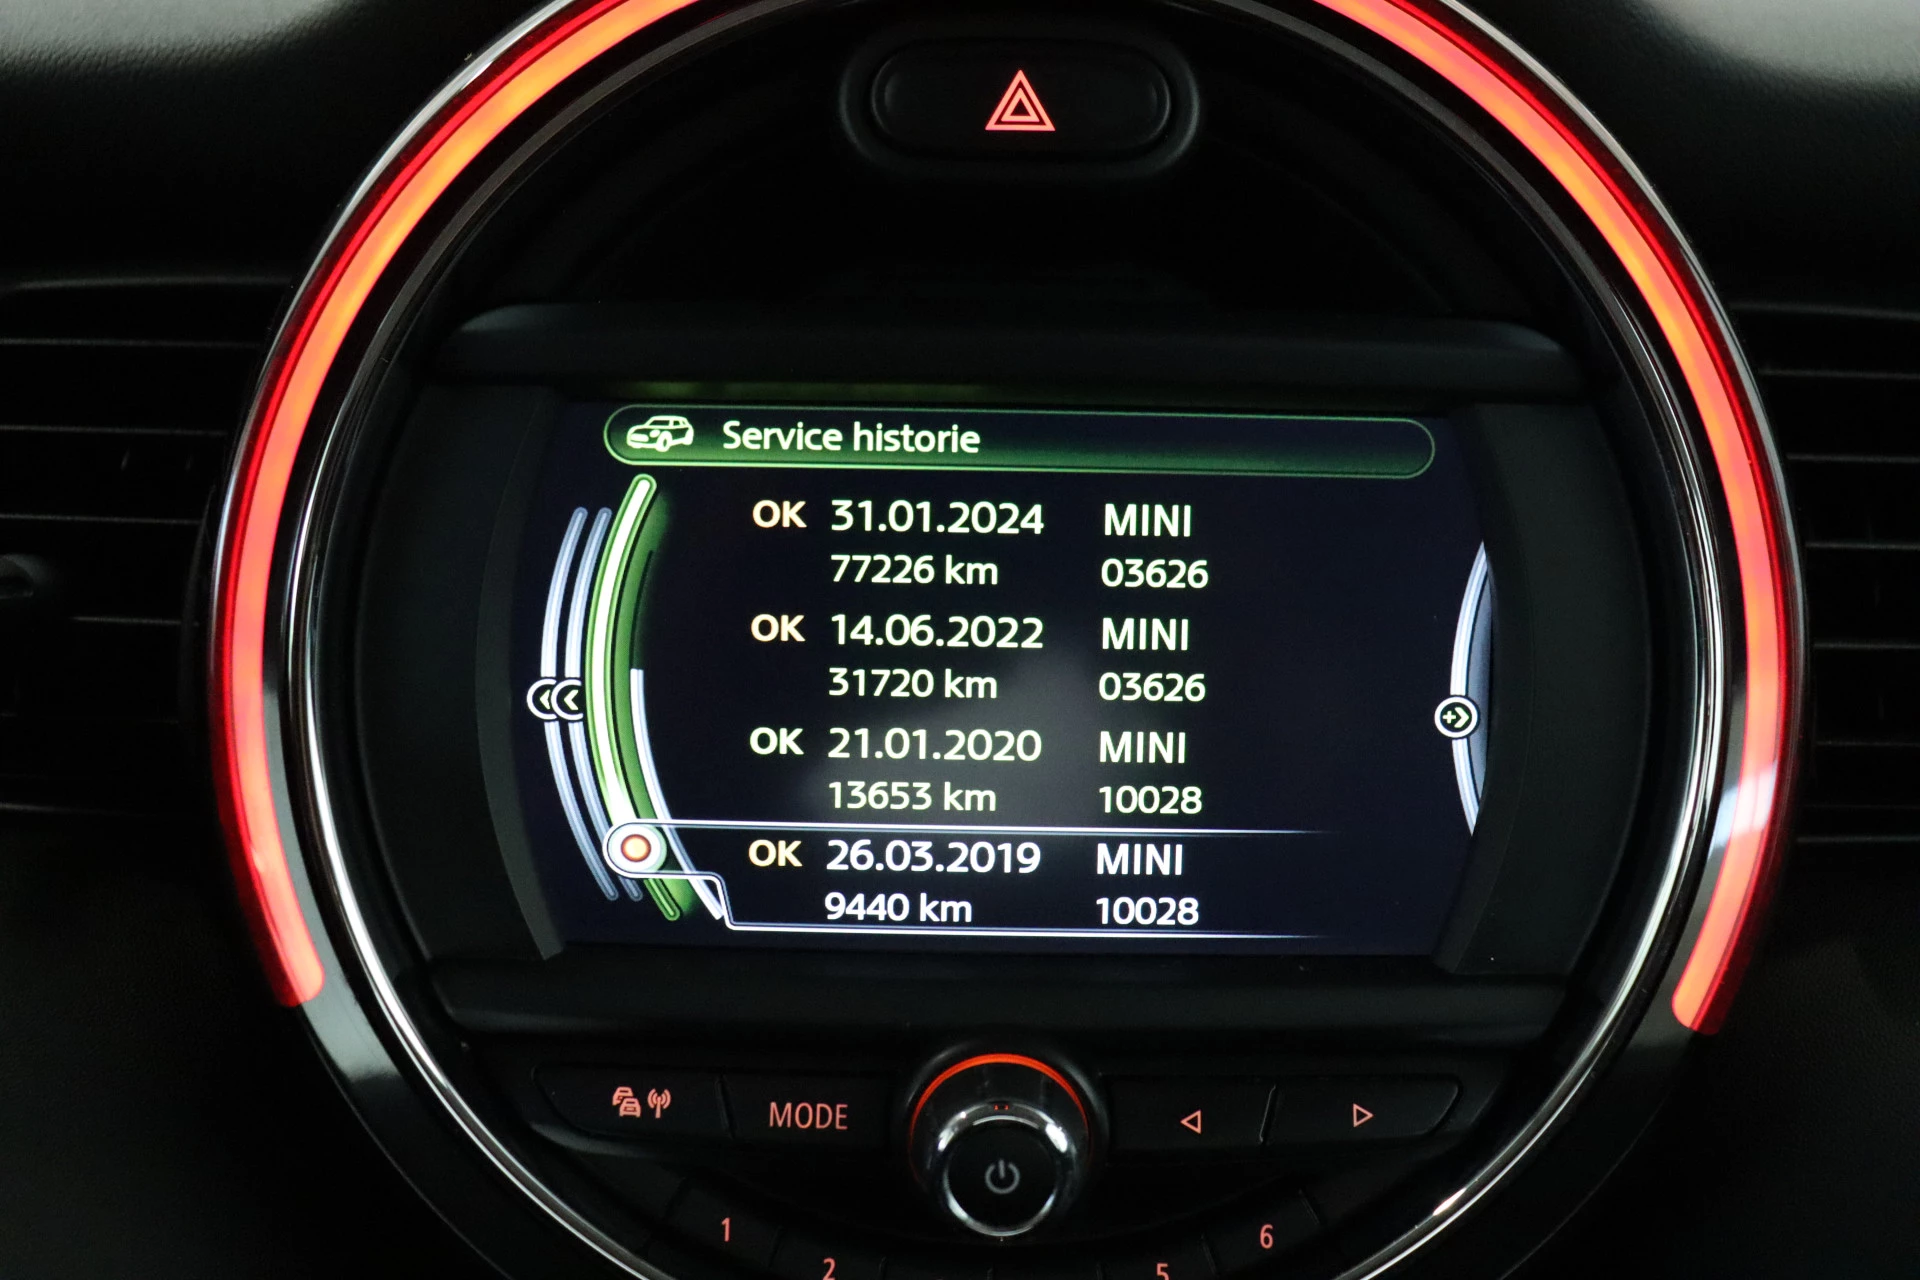 Service historie
OK 31.01.2024 MINI
77226 km 03626
OK 14.06.2022 MINI
31720 km 03626
OK 21.01.2020 MINI
13653 km 10028
OK 26.03.2019 MINI
9440 km 10028
MODE
1 6
2 5